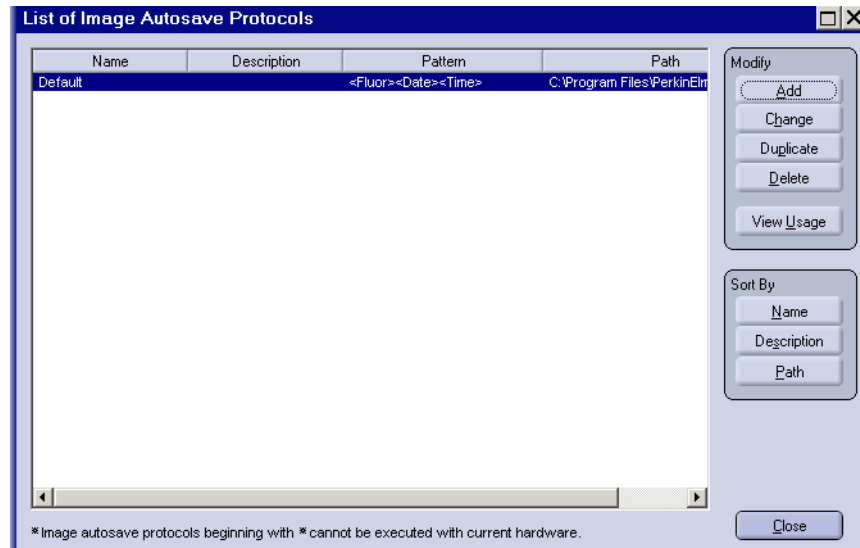 List of Image Autosave Protocols
Name Description Pattern Path
Default <Fluor><Date><Time> C:\Program Files\PerkinElm
Modify
Add
Change
Duplicate
Delete
View Usage
Sort By
Name
Description
Path
*Image autosave protocols beginning with * cannot be executed with current hardware.
Close